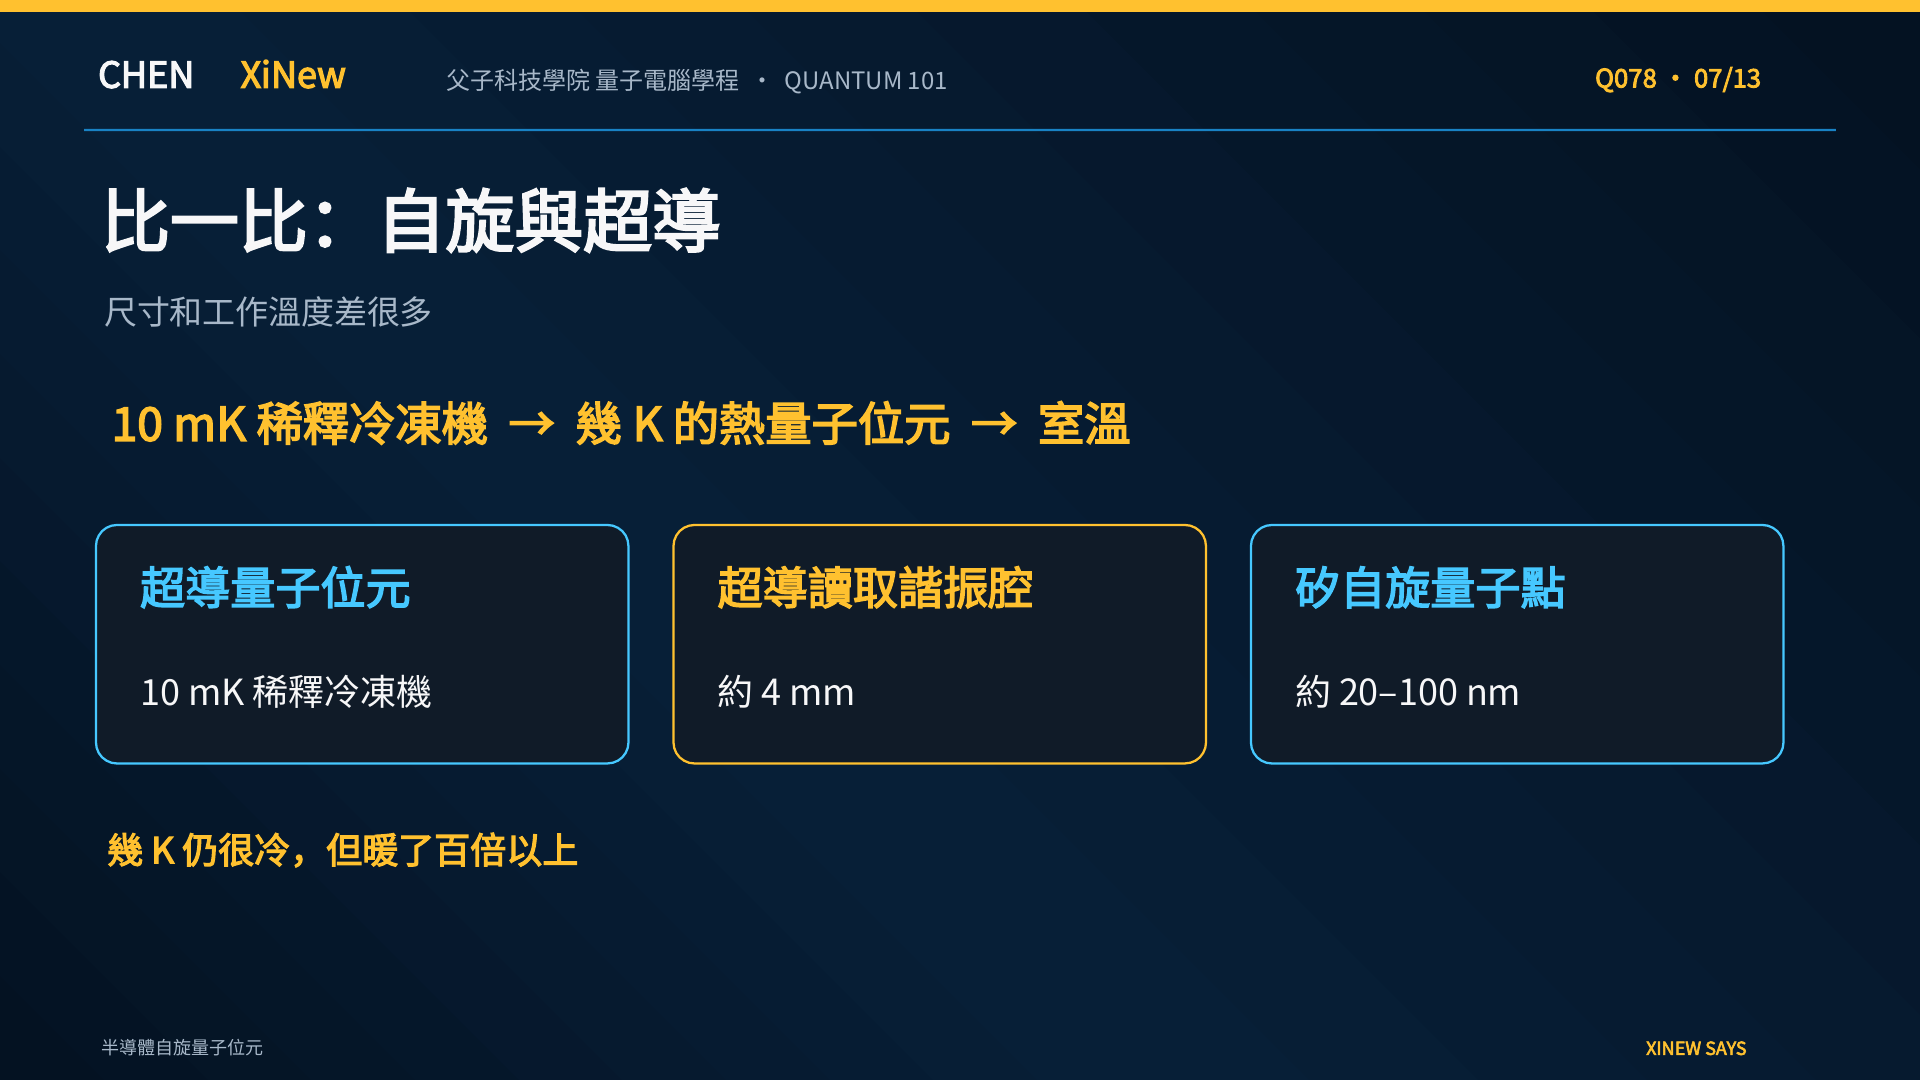 CHEN XiNew 父子科技學院 量子電腦學程 · QUANTUM 101 Q078 · 07/13
比一比：自旋與超導
尺寸和工作溫度差很多
10 mK 稀釋冷凍機 → 幾 K 的熱量子位元 → 室溫
超導量子位元
10 mK 稀釋冷凍機
超導讀取諧振腔
約 4 mm
矽自旋量子點
約 20–100 nm
幾 K 仍很冷，但暖了百倍以上
半導體自旋量子位元
XINEW SAYS